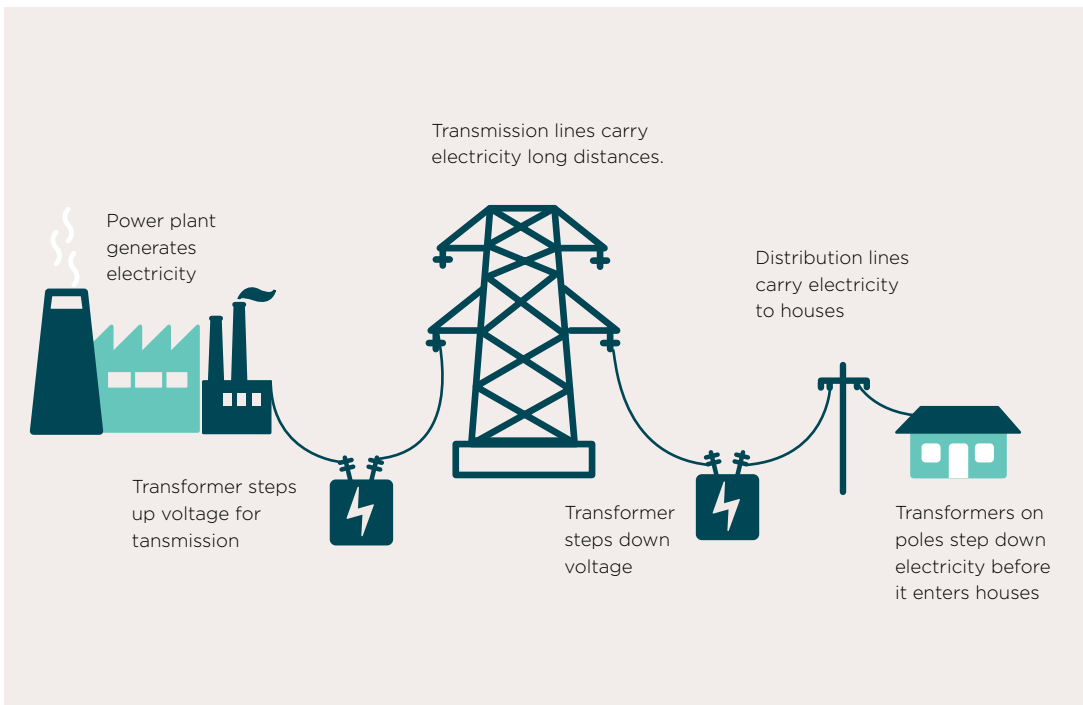 Transmission lines carry
electricity long distances.
Power plant
generates
electricity
Distribution lines
carry electricity
to houses
Transformer steps
up voltage for
tansmission
Transformer
steps down
voltage
Transformers on
poles step down
electricity before
it enters houses